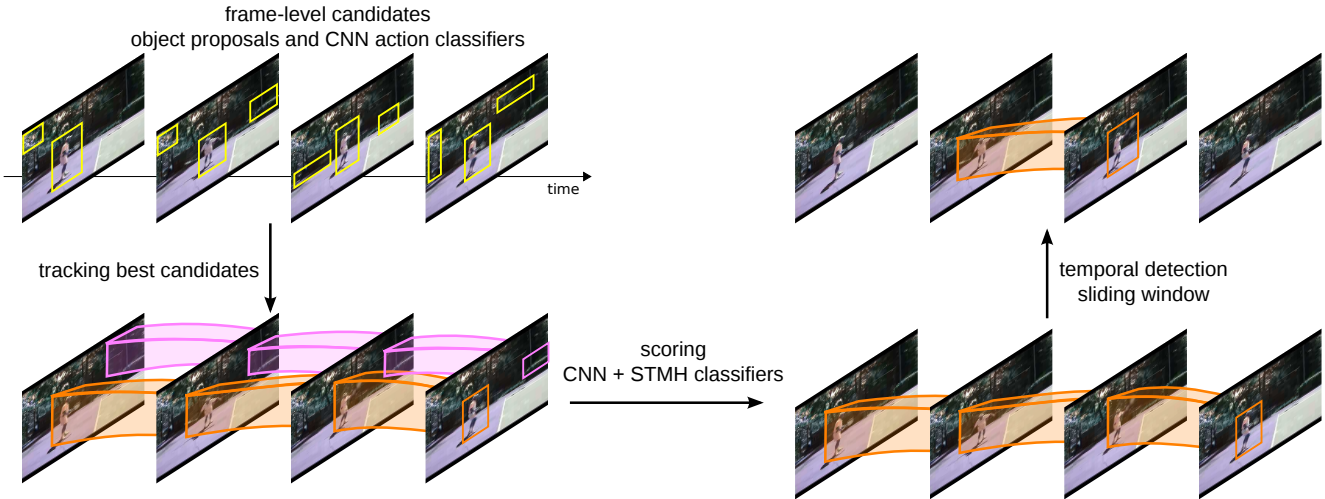 frame-level candidates
object proposals and CNN action classifiers
time
tracking best candidates
scoring
CNN + STMH classifiers
temporal detection
sliding window